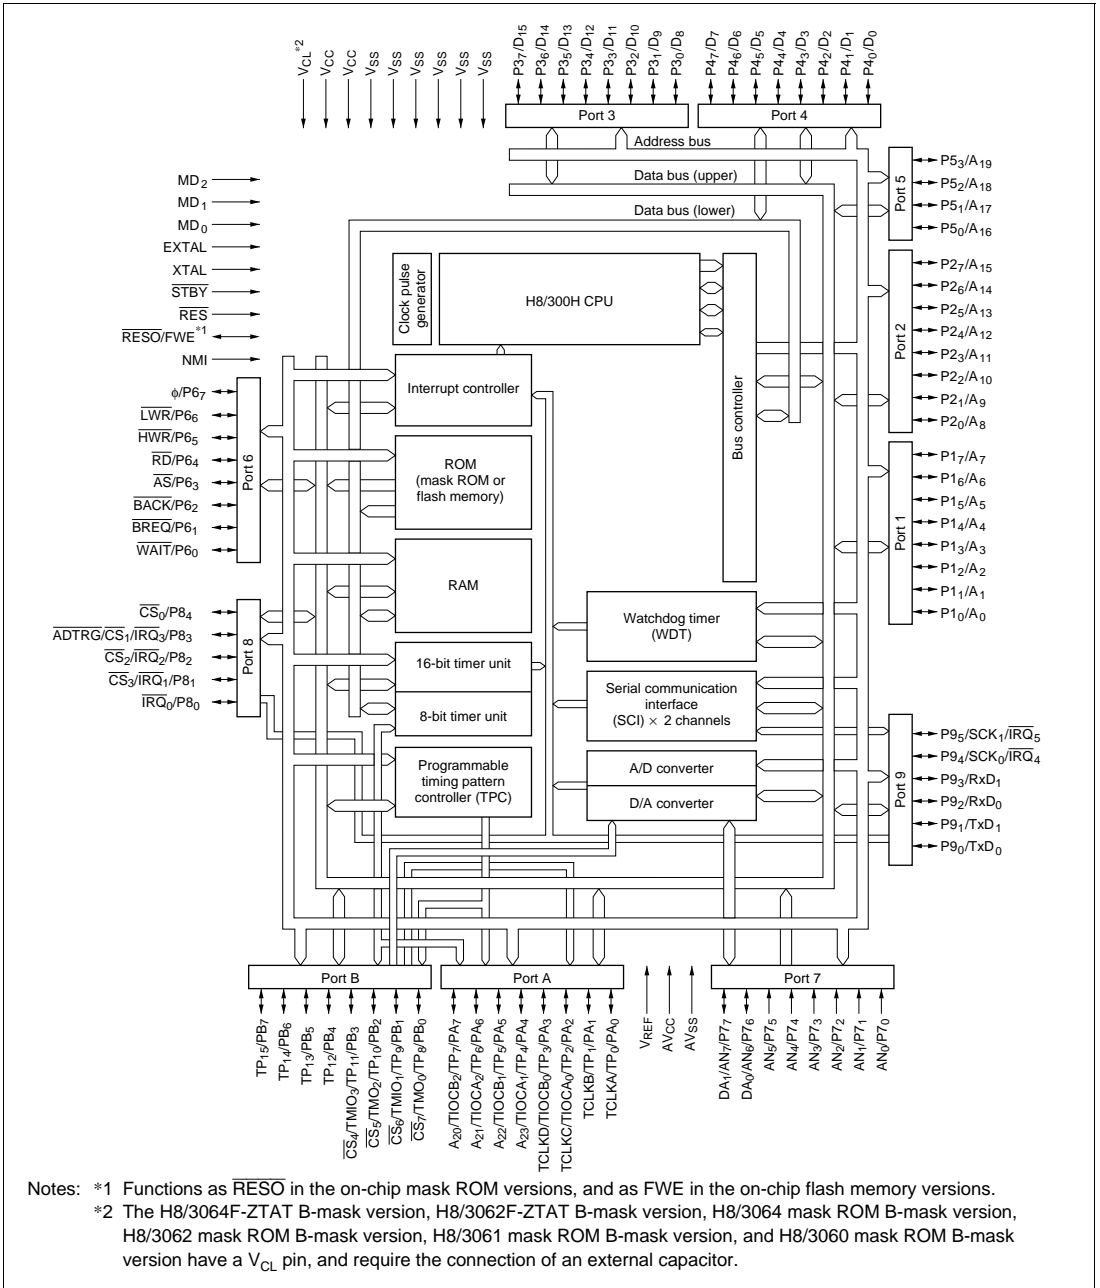 VCL*2
VCC
VCC
VSS
VSS
VSS
VSS
VSS
VSS
P37/D15
P36/D14
P35/D13
P34/D12
P33/D11
P32/D10
P31/D9
P30/D8
P47/D7
P46/D6
P45/D5
P44/D4
P43/D3
P42/D2
P41/D1
P40/D0
Port 3
Port 4
Address bus
Data bus (upper)
Data bus (lower)
MD2
MD1
MD0
EXTAL
XTAL
STBY
RES
RESO/FWE*1
NMI
Port 5
P53/A19
P52/A18
P51/A17
P50/A16
Clock pulse
generator
H8/300H CPU
Bus controller
Port 2
P27/A15
P26/A14
P25/A13
P24/A12
P23/A11
P22/A10
P21/A9
P20/A8
φ/P67
LWR/P66
HWR/P65
RD/P64
AS/P63
BACK/P62
BREQ/P61
WAIT/P60
Port 6
Interrupt controller
ROM
(mask ROM or
flash memory)
RAM
Port 1
P17/A7
P16/A6
P15/A5
P14/A4
P13/A3
P12/A2
P11/A1
P10/A0
CS0/P84
ADTRG/CS1/IRQ3/P83
CS2/IRQ2/P82
CS3/IRQ1/P81
IRQ0/P80
Port 8
16-bit timer unit
8-bit timer unit
Programmable
timing pattern
controller (TPC)
Watchdog timer
(WDT)
Serial communication
interface
(SCI) × 2 channels
A/D converter
D/A converter
Port 9
P95/SCK1/IRQ5
P94/SCK0/IRQ4
P93/RxD1
P92/RxD0
P91/TxD1
P90/TxD0
Port B
Port A
Port 7
TP15/PB7
TP14/PB6
TP13/PB5
TP12/PB4
CS4/TMIO3/TP11/PB3
CS5/TMO2/TP10/PB2
CS6/TMIO1/TP9/PB1
CS7/TMO0/TP8/PB0
A20/TIOCB2/TP7/PA7
A21/TIOCA2/TP6/PA6
A22/TIOCB1/TP5/PA5
A23/TIOCA1/TP4/PA4
TCLKD/TIOCB0/TP3/PA3
TCLKC/TIOCA0/TP2/PA2
TCLKB/TP1/PA1
TCLKA/TP0/PA0
VREF
AVCC
AVSS
DA1/AN7/P77
DA0/AN6/P76
AN5/P75
AN4/P74
AN3/P73
AN2/P72
AN1/P71
AN0/P70
Notes: *1 Functions as RESO in the on-chip mask ROM versions, and as FWE in the on-chip flash memory versions.
*2 The H8/3064F-ZTAT B-mask version, H8/3062F-ZTAT B-mask version, H8/3064 mask ROM B-mask version,
H8/3062 mask ROM B-mask version, H8/3061 mask ROM B-mask version, and H8/3060 mask ROM B-mask
version have a VCL pin, and require the connection of an external capacitor.